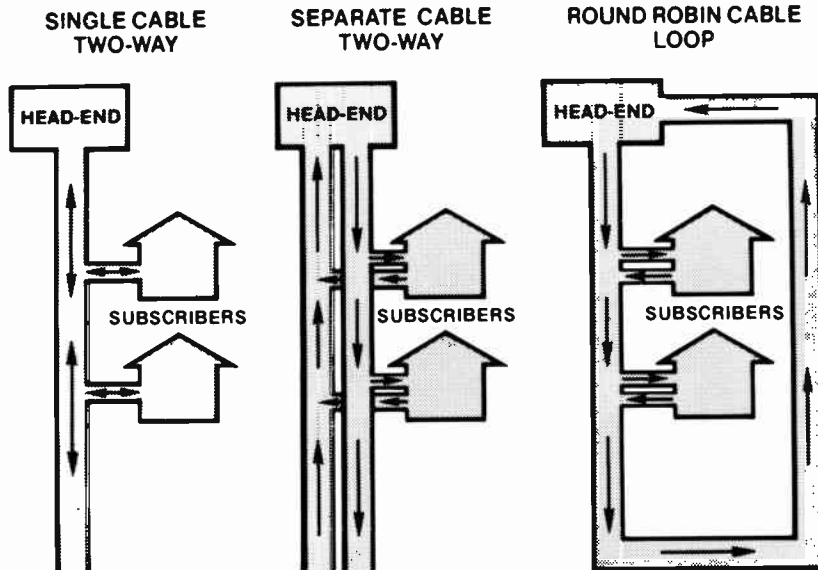 SINGLE CABLE
TWO-WAY
SEPARATE CABLE
TWO-WAY
ROUND ROBIN CABLE
LOOP
HEAD-END
HEAD-END
HEAD-END
SUBSCRIBERS
SUBSCRIBERS
SUBSCRIBERS